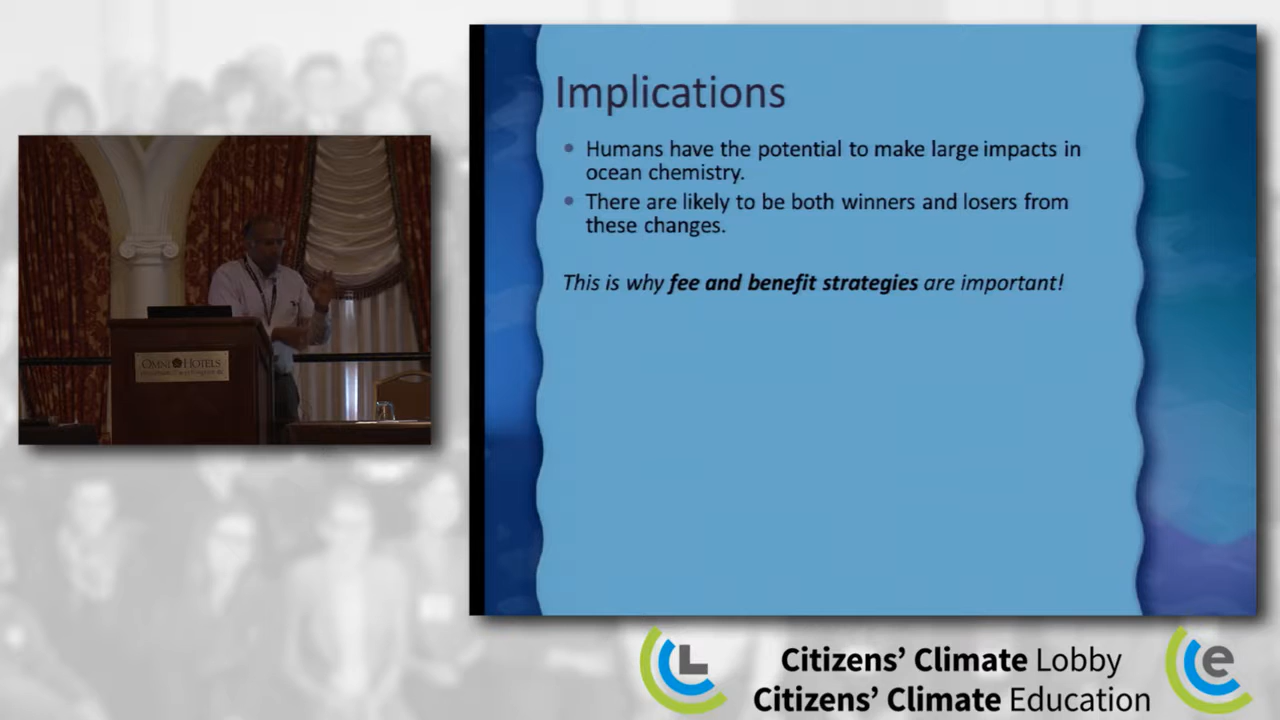 Implications
Humans have the potential to make large impacts in
ocean chemistry.
There are likely to be both winners and losers from
these changes.
This is why fee and benefit strategies are important!
OMNI HOTELS
L
Citizens' Climate Lobby
e
Citizens' Climate Education